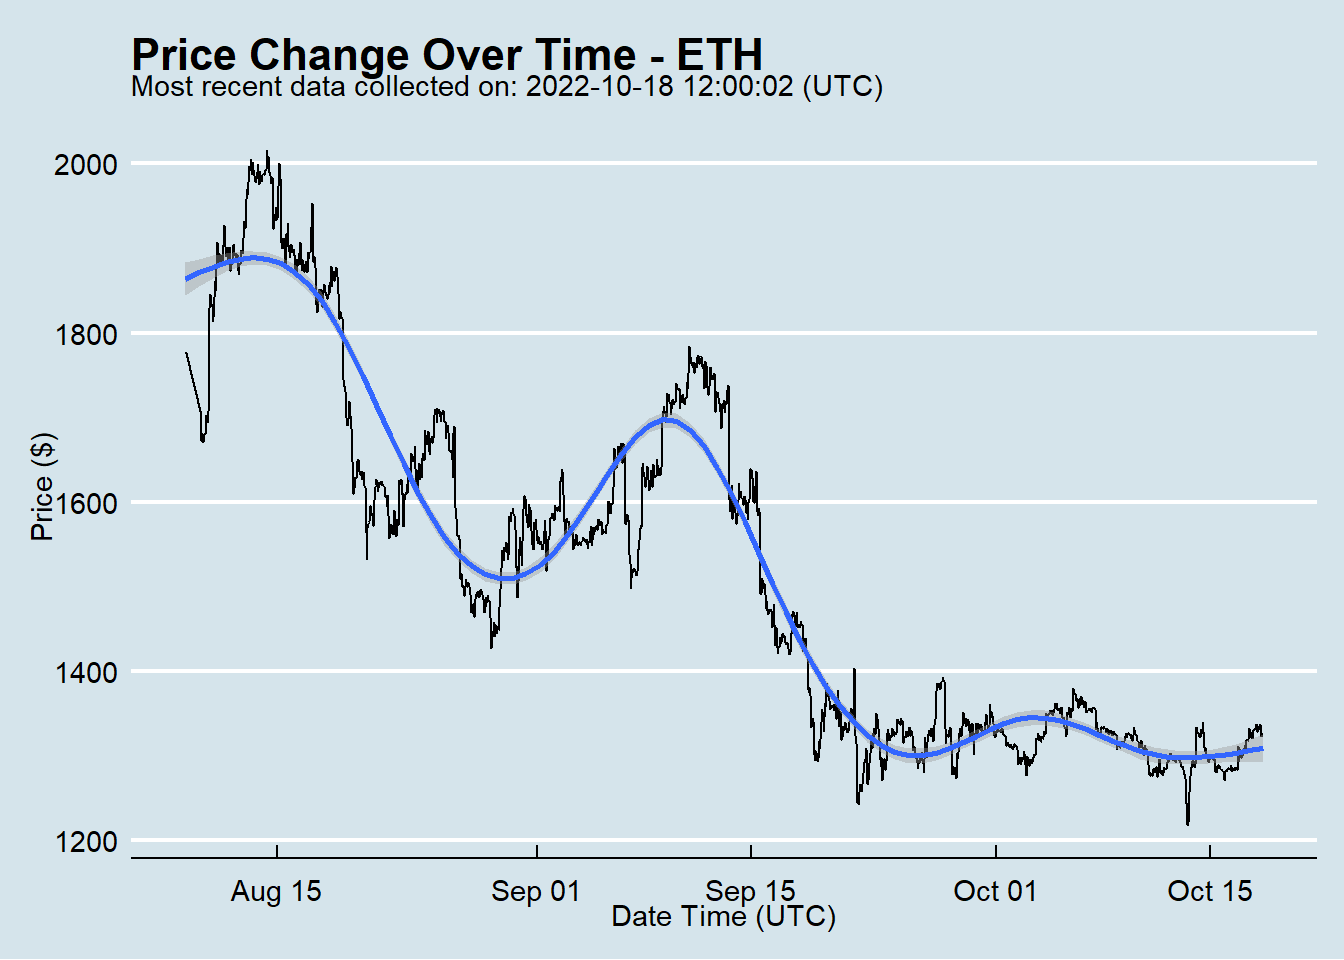 Price Change Over Time - ETH
Most recent data collected on: 2022-10-18 12:00:02 (UTC)
2000
1800
1600
1400
1200
Price ($)
Aug 15
Sep 01
Sep 15
Oct 01
Oct 15
Date Time (UTC)